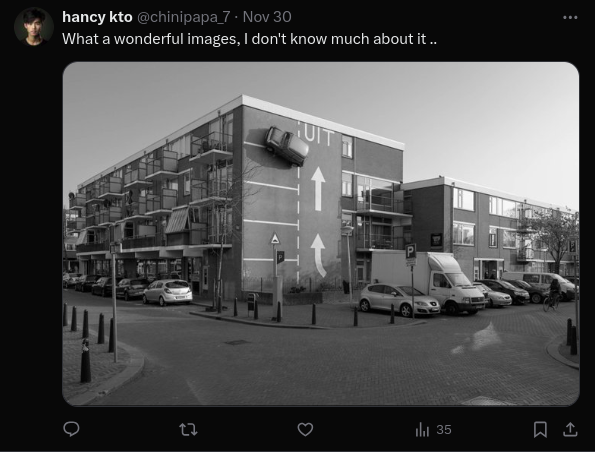 hancy kto @chinipapa_7 · Nov 30
What a wonderful images, I don't know much about it ..
UIT
P
P
P
35